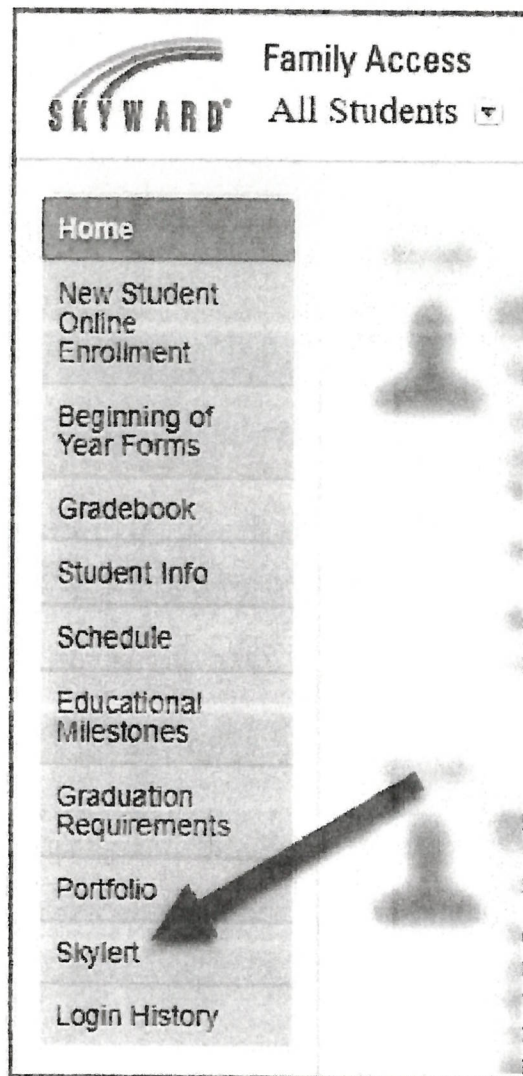 Family Access
SKYWARD®
All Students
Home
New Student
Online
Enrollment
Beginning of
Year Forms
Gradebook
Student Info
Schedule
Educational
Milestones
Graduation
Requirements
Portfolio
Skylert
Login History